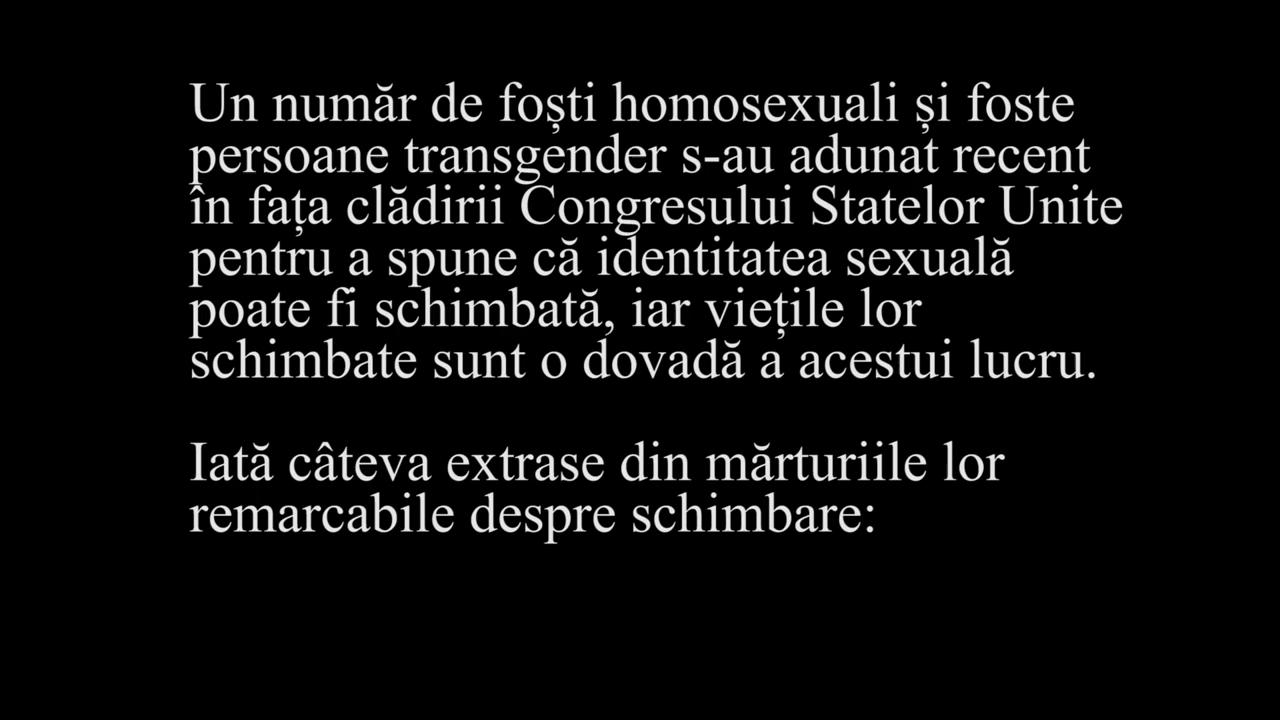 Un număr de foști homosexuali și foste
persoane transgender s-au adunat recent
în fața clădirii Congresului Statelor Unite
pentru a spune că identitatea sexuală
poate fi schimbată, iar viețile lor
schimbate sunt o dovadă a acestui lucru.
Iată câteva extrase din mărturiile lor
remarcabile despre schimbare: